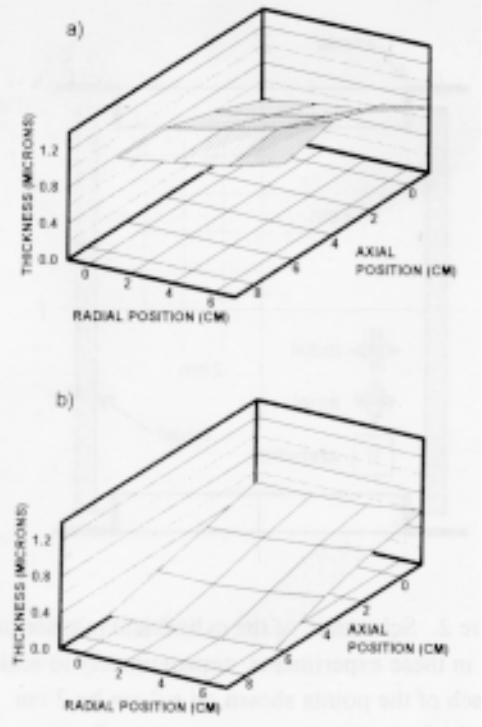 a)
THICKNESS (MICRONS)
1.2
0.8
0.4
0.0
0
2
4
6
RADIAL POSITION (CM)
0
2
4
6
8
AXIAL
POSITION (CM)
b)
THICKNESS (MICRONS)
1.2
0.8
0.4
0.0
0
2
4
6
RADIAL POSITION (CM)
0
2
4
6
8
AXIAL
POSITION (CM)